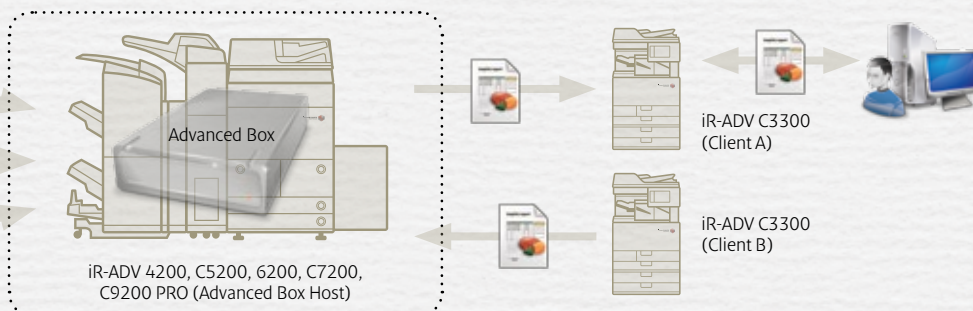 Advanced Box
iR-ADV 4200, C5200, 6200, C7200,
C9200 PRO (Advanced Box Host)
iR-ADV C3300
(Client A)
iR-ADV C3300
(Client B)